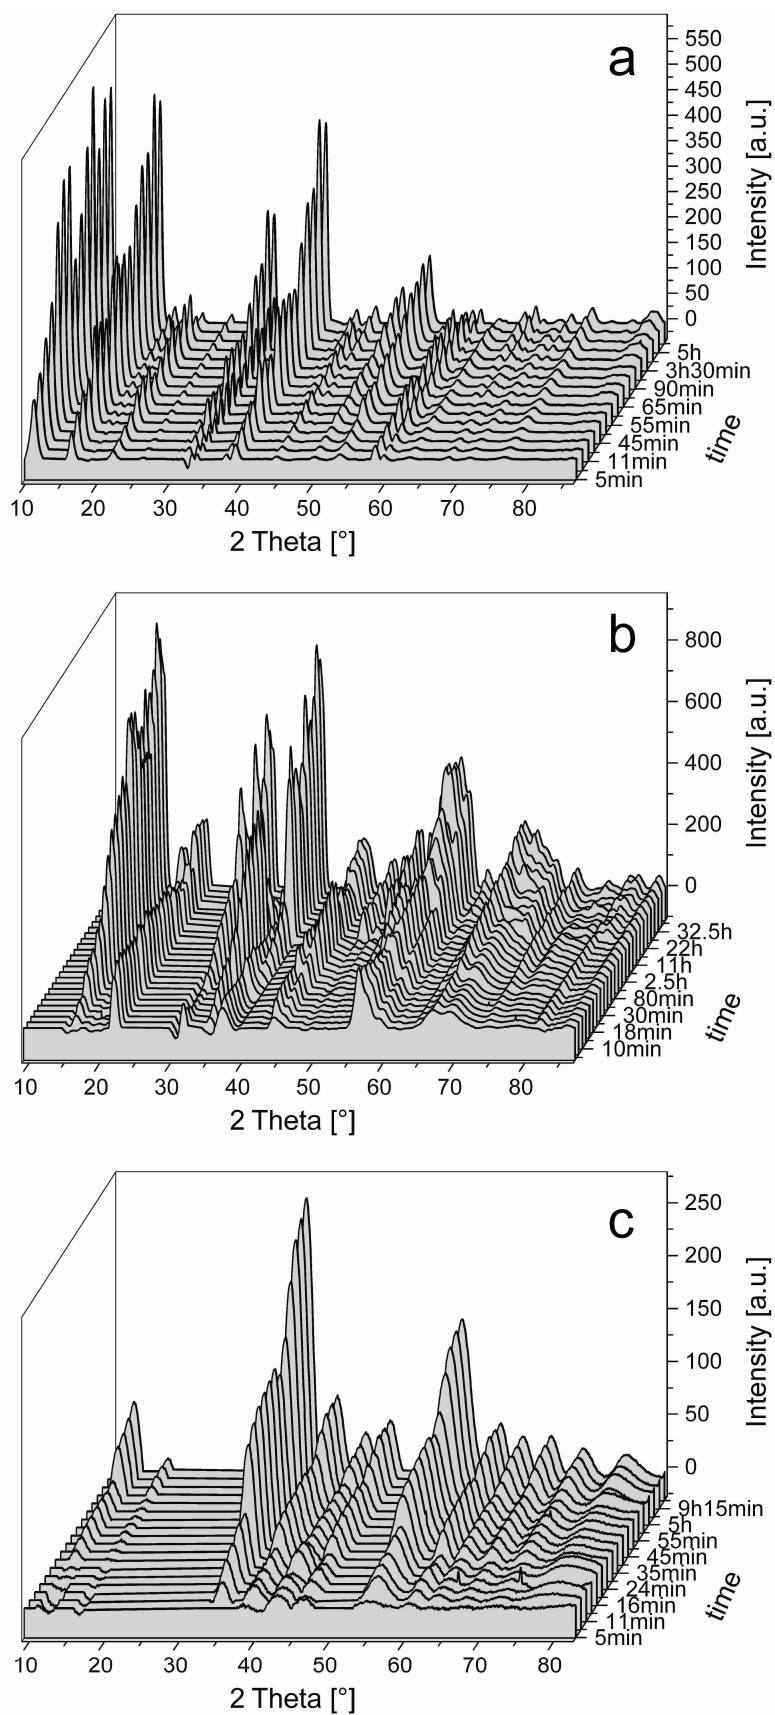 a
550
500
450
400
350
300
250
200
150
100
50
0
Intensity [a.u.]
5h
3h30min
90min
65min
55min
45min
11min
5min
time
10 20 30 40 50 60 70 80
2 Theta [°]
b
800
600
400
200
0
Intensity [a.u.]
32.5h
22h
11h
2.5h
80min
30min
18min
10min
time
10 20 30 40 50 60 70 80
2 Theta [°]
c
250
200
150
100
50
0
Intensity [a.u.]
9h15min
5h
55min
45min
35min
24min
16min
11min
5min
time
10 20 30 40 50 60 70 80
2 Theta [°]